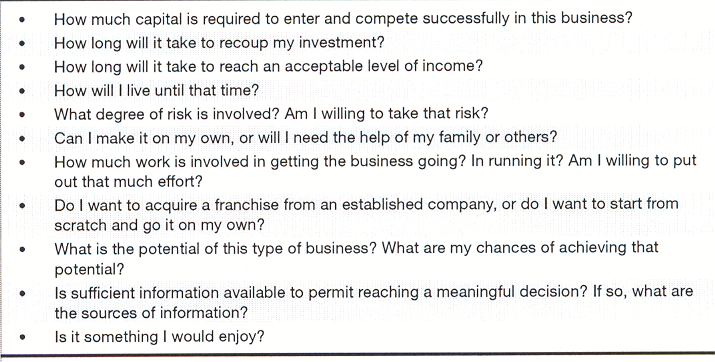 • How much capital is required to enter and compete successfully in this business?
• How long will it take to recoup my investment?
• How long will it take to reach an acceptable level of income?
• How will I live until that time?
• What degree of risk is involved? Am I willing to take that risk?
• Can I make it on my own, or will I need the help of my family or others?
• How much work is involved in getting the business going? In running it? Am I willing to put
out that much effort?
• Do I want to acquire a franchise from an established company, or do I want to start from
scratch and go it on my own?
• What is the potential of this type of business? What are my chances of achieving that
potential?
• Is sufficient information available to permit reaching a meaningful decision? If so, what are
the sources of information?
• Is it something I would enjoy?